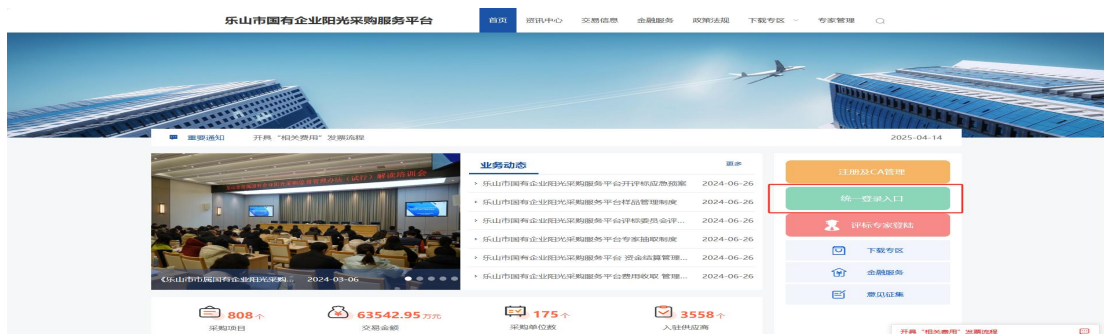 乐山市国有企业阳光采购服务平台 首页 资讯中心 交易信息 金融服务 政策法规 下载专区 专家管理
重要通知 开具“相关费用”发票流程 2025-04-14
业务动态 更多
乐山市国有企业阳光采购服务平台开评标应急预案 2024-06-26
乐山市国有企业阳光采购服务平台样品管理制度 2024-06-26
乐山市国有企业阳光采购服务平台评标委员会评... 2024-06-26
乐山市国有企业阳光采购服务平台专家抽取制度 2024-06-26
乐山市国有企业阳光采购服务平台 资金结算管理... 2024-06-26
乐山市国有企业阳光采购服务平台费用收取 管理... 2024-06-26
《乐山市市属国有企业阳光采购... 2024-03-06
注册及CA管理
统一登录入口
评标专家登陆
下载专区
金融服务
意见征集
808个 63542.95万元 175个 3558个
采购项目 交易金额 采购单位数 入驻供应商
开具“相关费用”发票流程